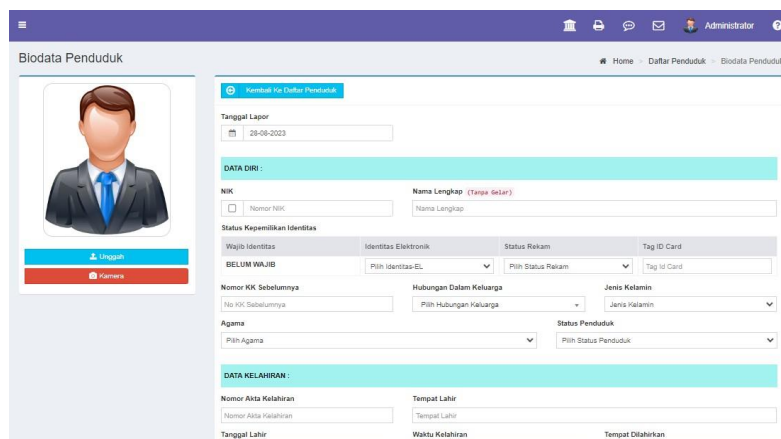 Administrator
Biodata Penduduk
Home > Daftar Penduduk > Biodata Penduduk
Kembali Ke Daftar Penduduk
Tanggal Lapor
28-08-2023
DATA DIRI :
NIK
Nama Lengkap (Tanpa Gelar)
Nomor NIK
Nama Lengkap
Status Kepemilikan Identitas
Wajib Identitas Identitas Elektronik Status Rekam Tag ID Card
BELUM WAJIB Pilih Identitas-EL Pilih Status Rekam Tag Id Card
Unggah
Kamera
Nomor KK Sebelumnya Hubungan Dalam Keluarga Jenis Kelamin
No KK Sebelumnya Pilih Hubungan Keluarga Jenis Kelamin
Agama Status Penduduk
Pilih Agama Pilih Status Penduduk
DATA KELAHIRAN :
Nomor Akta Kelahiran Tempat Lahir
Nomor Akta Kelahiran Tempat Lahir
Tanggal Lahir Waktu Kelahiran Tempat Dilahirkan